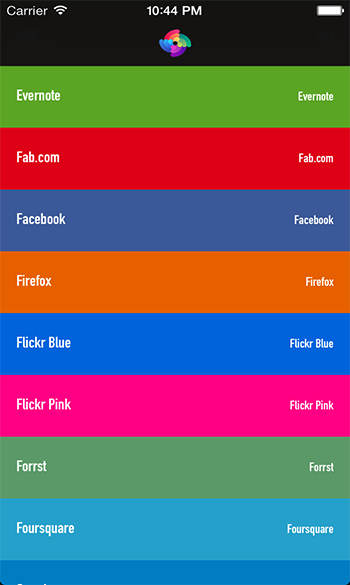 Carrier 10:44 PM
Evernote Evernote
Fab.com Fab.com
Facebook Facebook
Firefox Firefox
Flickr Blue Flickr Blue
Flickr Pink Flickr Pink
Forrst Forrst
Foursquare Foursquare